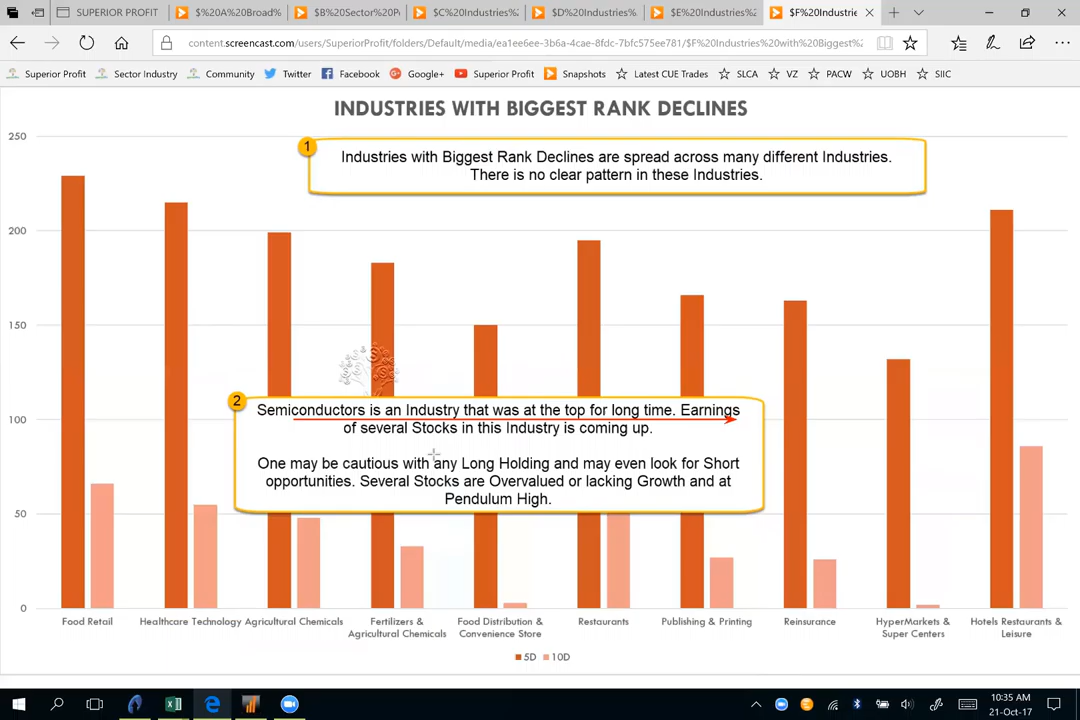 SUPERIOR PROFIT
$%20A%20Broad%
$B%20Sector%20P
$C%20Industries%2
$D%20Industries%
$E%20Industries%2
$F%20Industrie
content.screencast.com/users/SuperiorProfit/folders/Default/media/ea1ee6ee-3b6a-4cae-8fdc-7bfc575ee781/$F%20Industries%20with%20Biggest%
Superior Profit
Sector Industry
Community
Twitter
Facebook
Google+
Superior Profit
Snapshots
Latest CUE Trades
SLCA
VZ
PACW
UOBH
SIIC
INDUSTRIES WITH BIGGEST RANK DECLINES
250
200
150
100
50
0
1
Industries with Biggest Rank Declines are spread across many different Industries.
There is no clear pattern in these Industries.
2
Semiconductors is an Industry that was at the top for long time. Earnings
of several Stocks in this Industry is coming up.
One may be cautious with any Long Holding and may even look for Short
opportunities. Several Stocks are Overvalued or lacking Growth and at
Pendulum High.
Food Retail
Healthcare Technology
Agricultural Chemicals
Fertilizers &
Agricultural Chemicals
Food Distribution &
Convenience Store
Restaurants
Publishing & Printing
Reinsurance
HyperMarkets &
Super Centers
Hotels Restaurants &
Leisure
5D
10D
10:35 AM
21-Oct-17